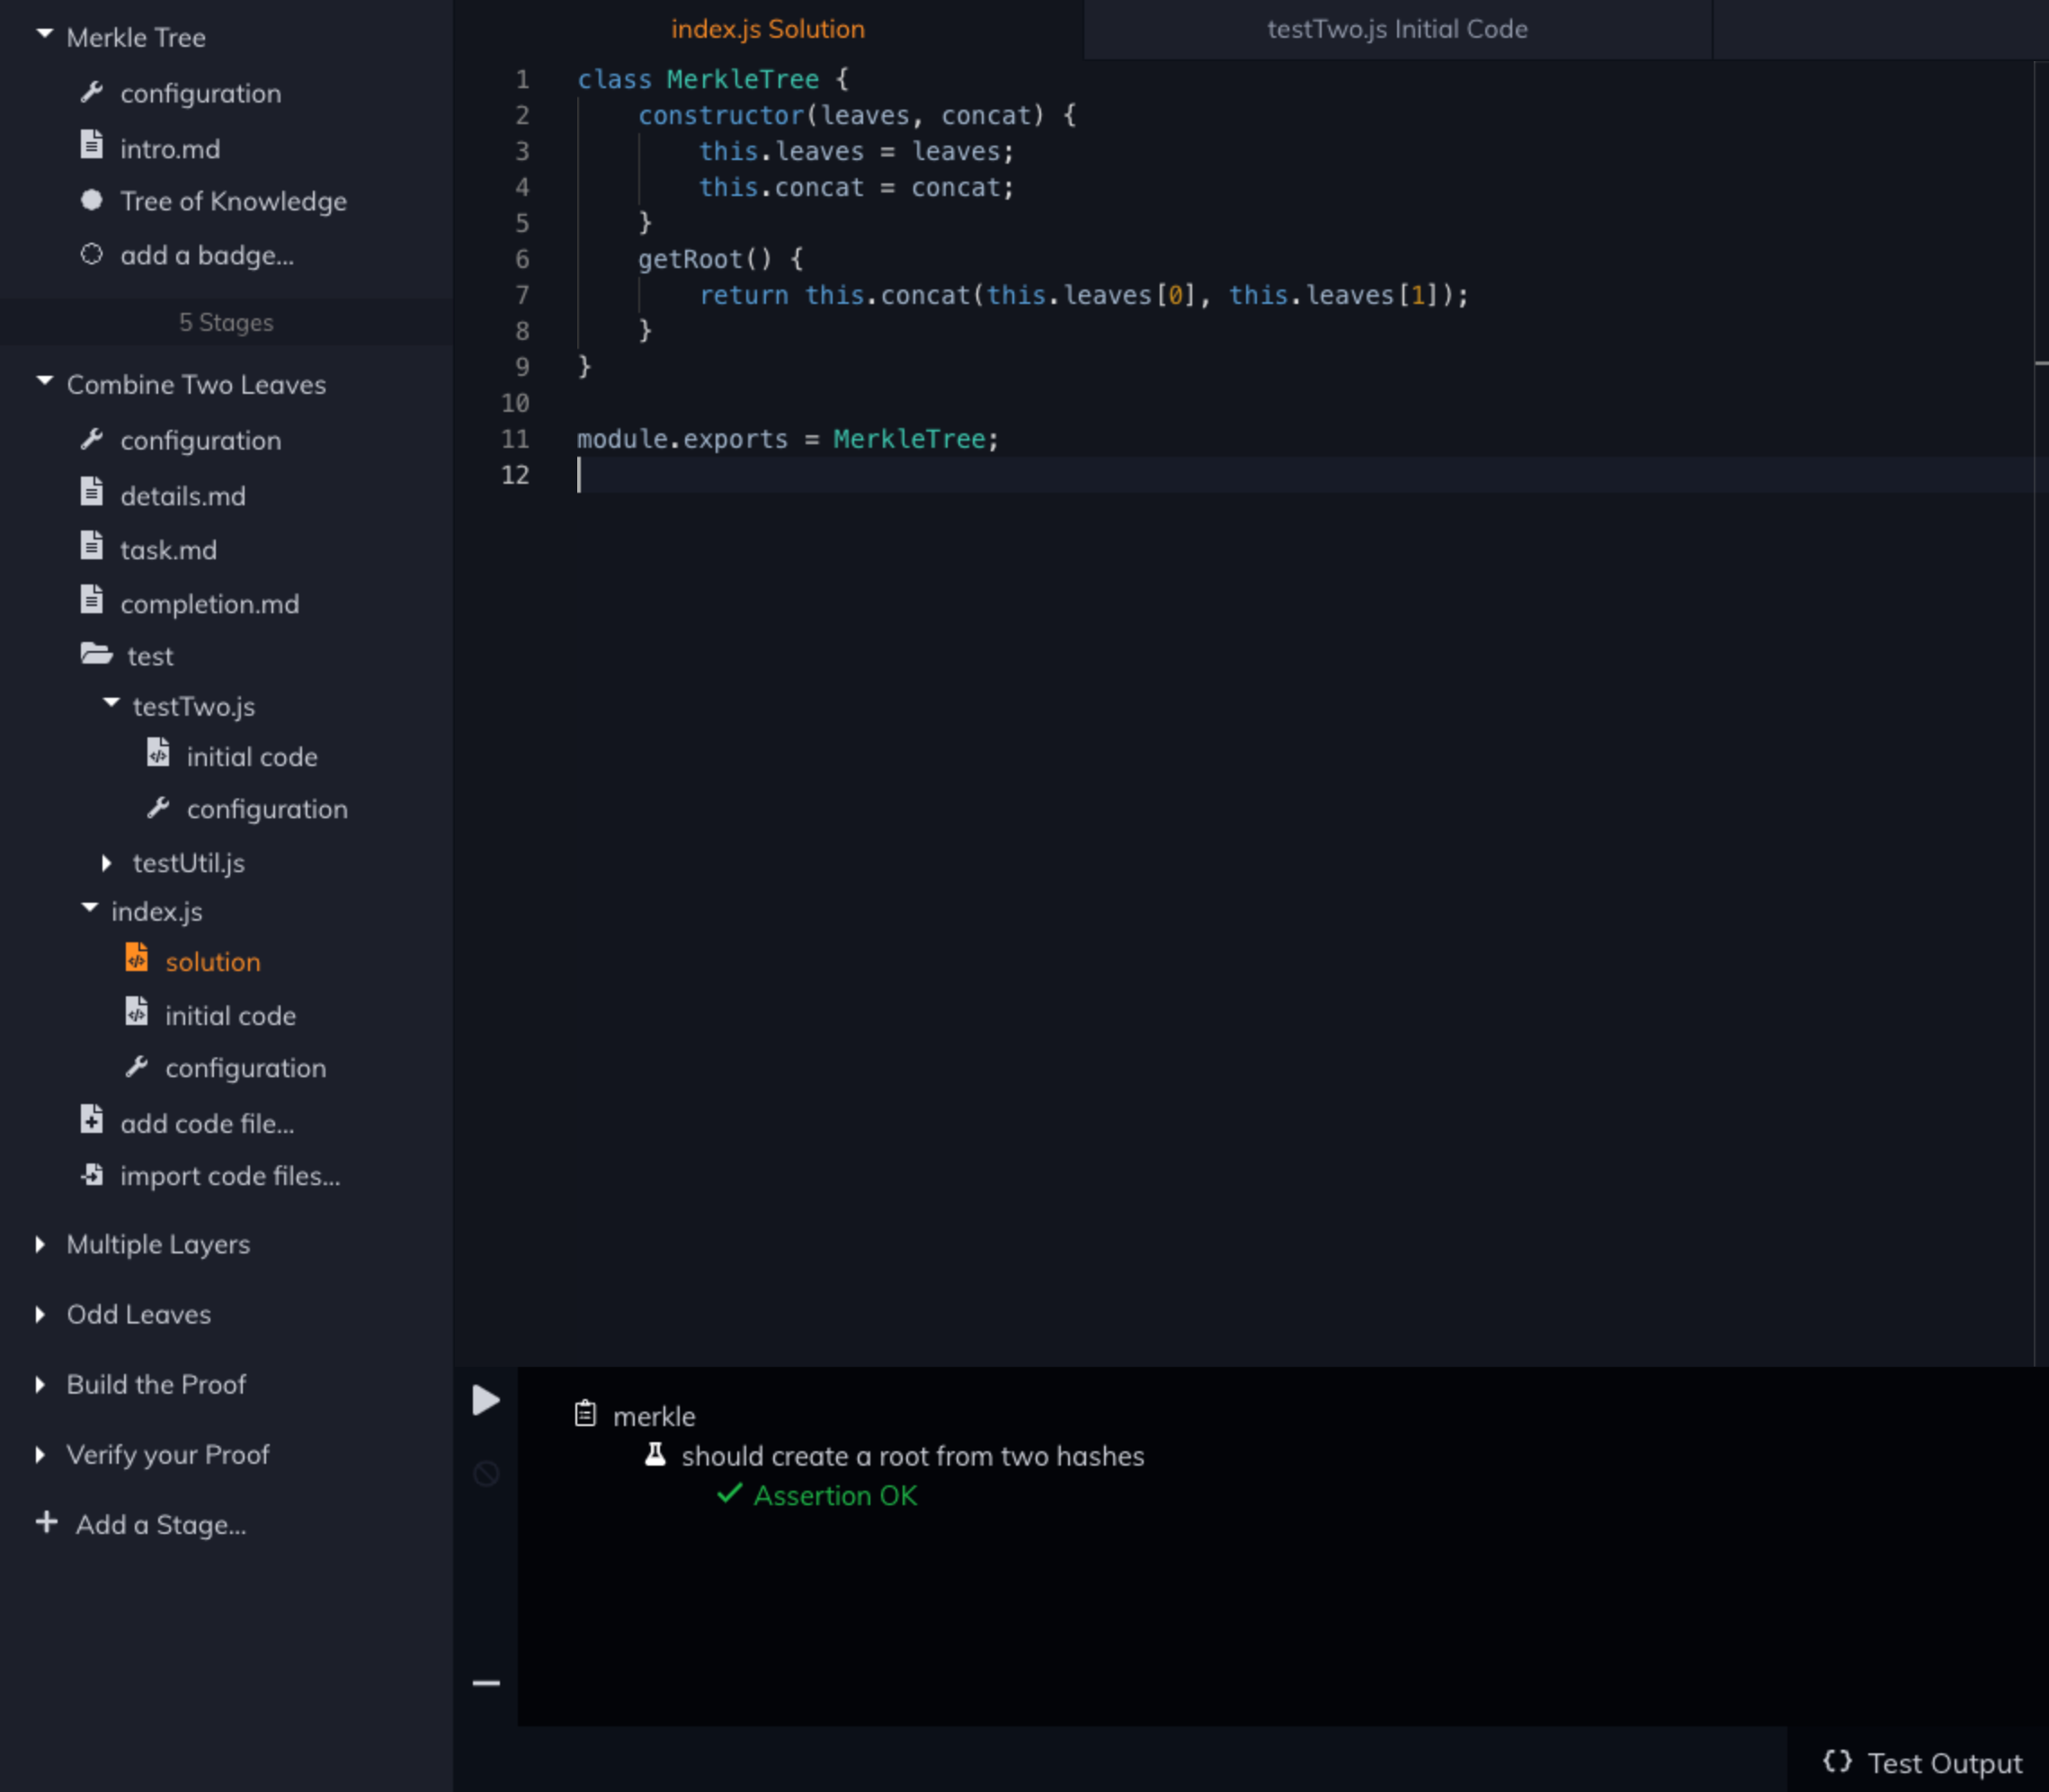 Merkle Tree
configuration
intro.md
Tree of Knowledge
add a badge...
5 Stages
Combine Two Leaves
configuration
details.md
task.md
completion.md
test
testTwo.js
initial code
configuration
testUtil.js
index.js
solution
initial code
configuration
add code file...
import code files...
Multiple Layers
Odd Leaves
Build the Proof
Verify your Proof
Add a Stage...
index.js Solution
testTwo.js Initial Code
1 class MerkleTree {
2     constructor(leaves, concat) {
3         this.leaves = leaves;
4         this.concat = concat;
5     }
6     getRoot() {
7         return this.concat(this.leaves[0], this.leaves[1]);
8     }
9 }
10
11 module.exports = MerkleTree;
12
merkle
should create a root from two hashes
Assertion OK
{} Test Output